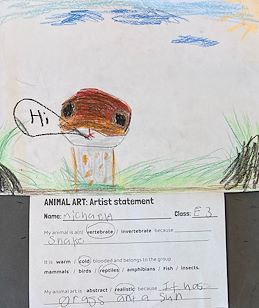 Hi
ANIMAL ART: Artist statement
Name: Michaela Class: E3
My animal is a(n) vertebrate / invertebrate because
Snake
It is warm / cold blooded and belongs to the group
mammals / birds / reptiles / amphibians / fish / insects.
My animal art is abstract / realistic because It has
Grass and a Sun